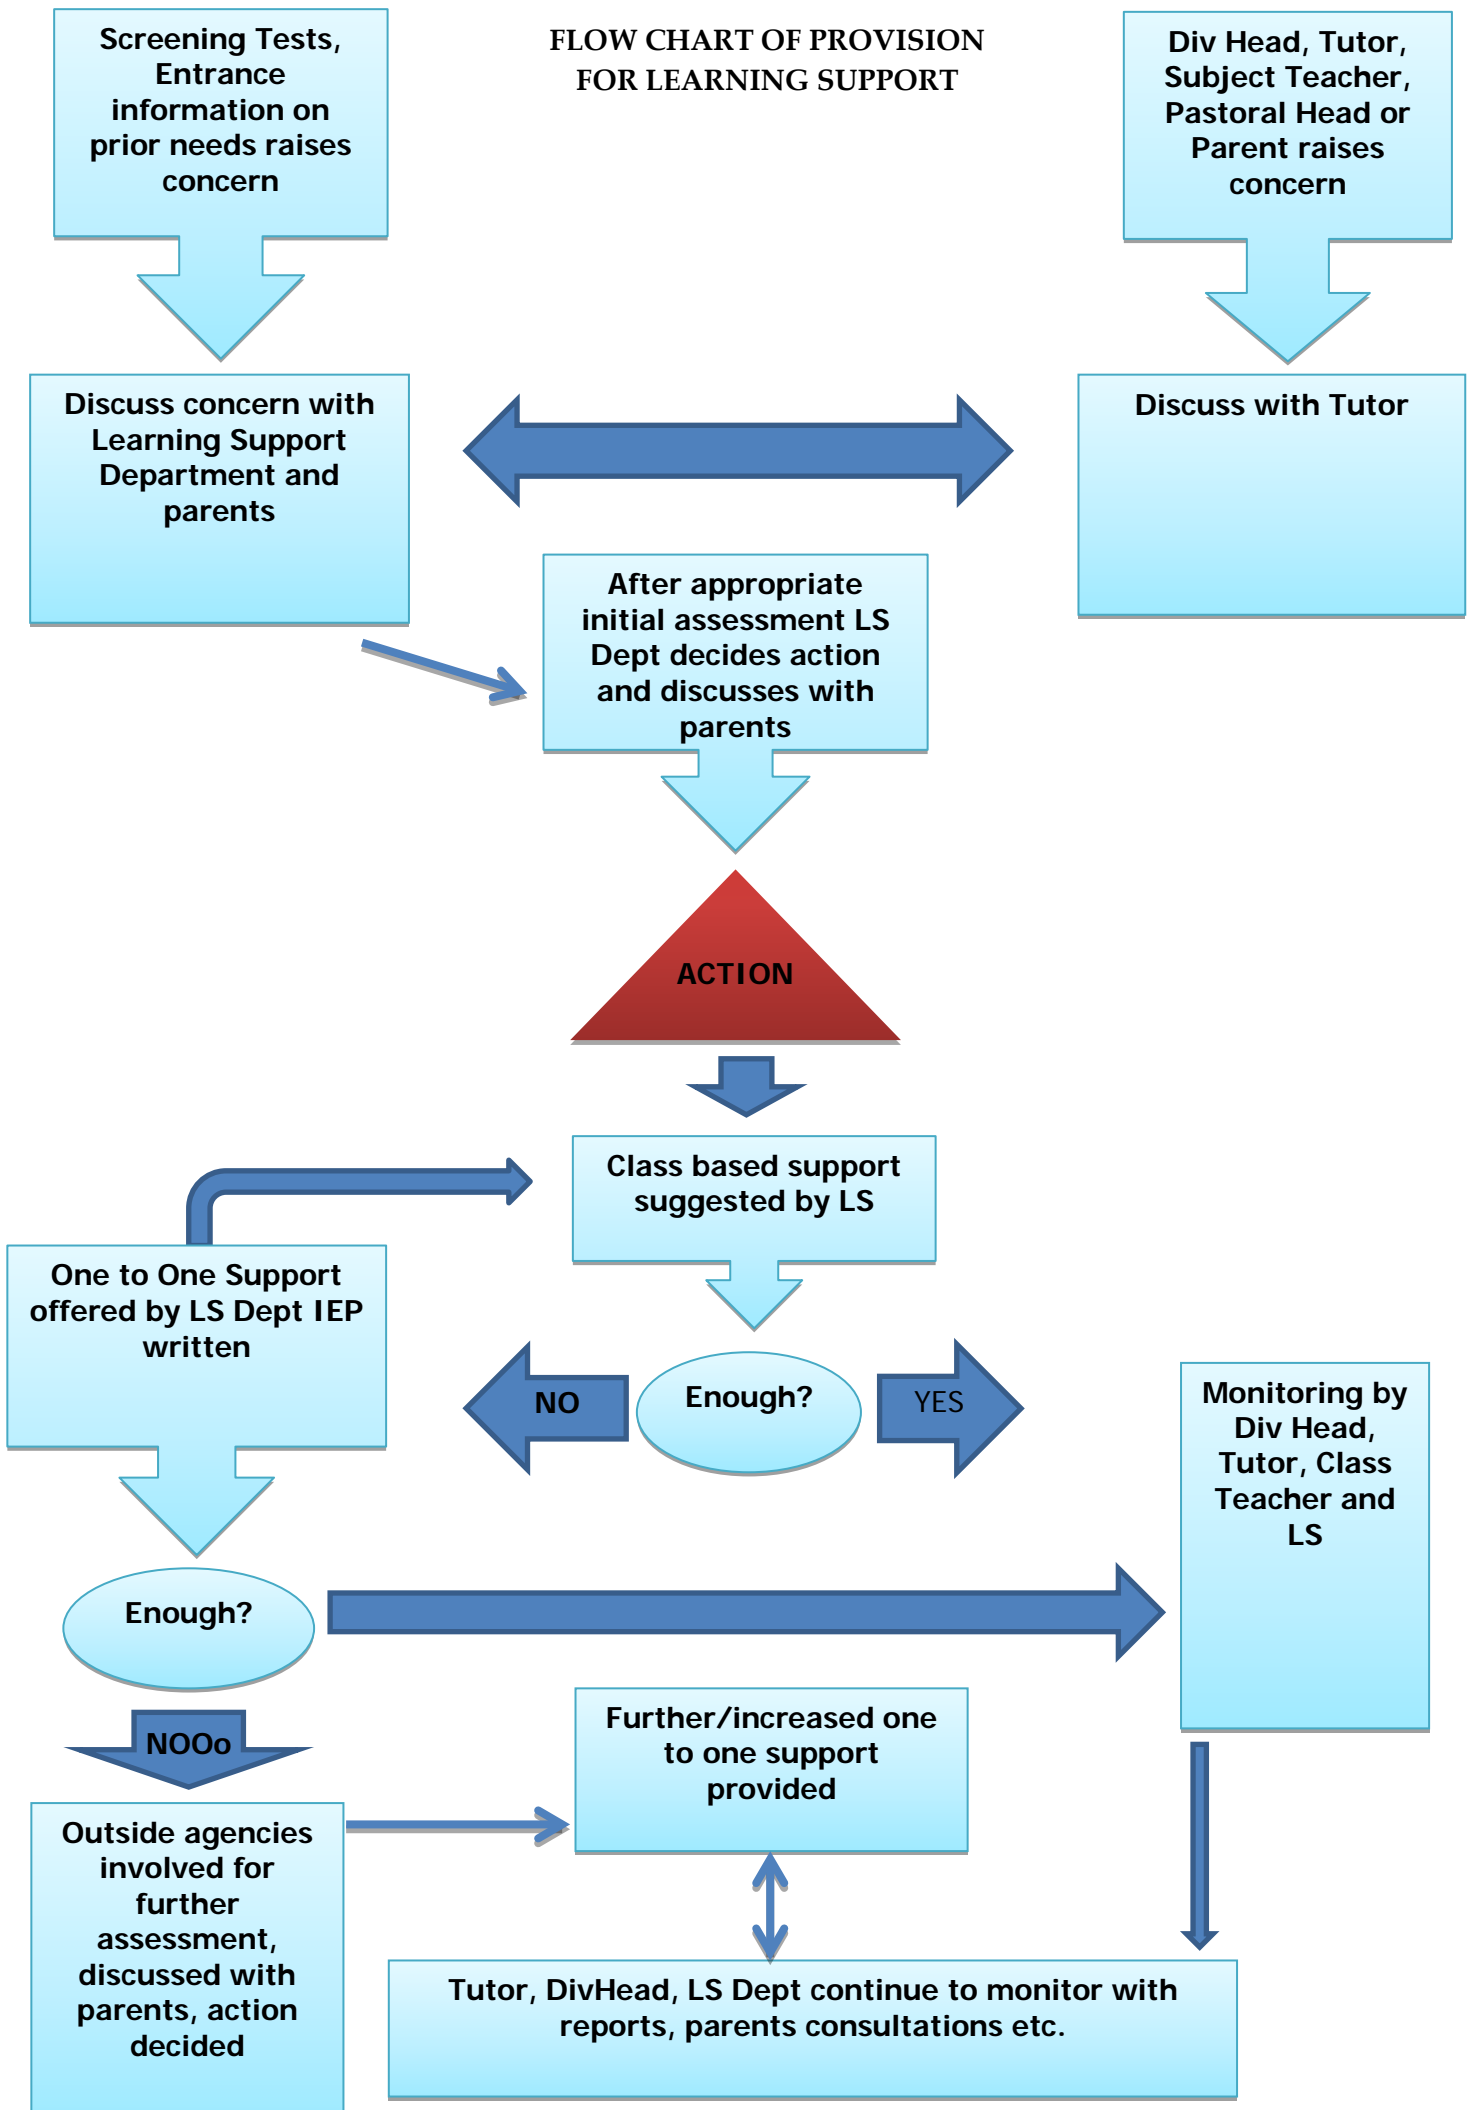 FLOW CHART OF PROVISION
FOR LEARNING SUPPORT
Screening Tests,
Entrance
information on
prior needs raises
concern
Div Head, Tutor,
Subject Teacher,
Pastoral Head or
Parent raises
concern
Discuss concern with
Learning Support
Department and
parents
Discuss with Tutor
After appropriate
initial assessment LS
Dept decides action
and discusses with
parents
ACTION
Class based support
suggested by LS
One to One Support
offered by LS Dept IEP
written
NO
Enough?
YES
Monitoring by
Div Head,
Tutor, Class
Teacher and
LS
Enough?
NOOo
Further/increased one
to one support
provided
Outside agencies
involved for
further
assessment,
discussed with
parents, action
decided
Tutor, DivHead, LS Dept continue to monitor with
reports, parents consultations etc.